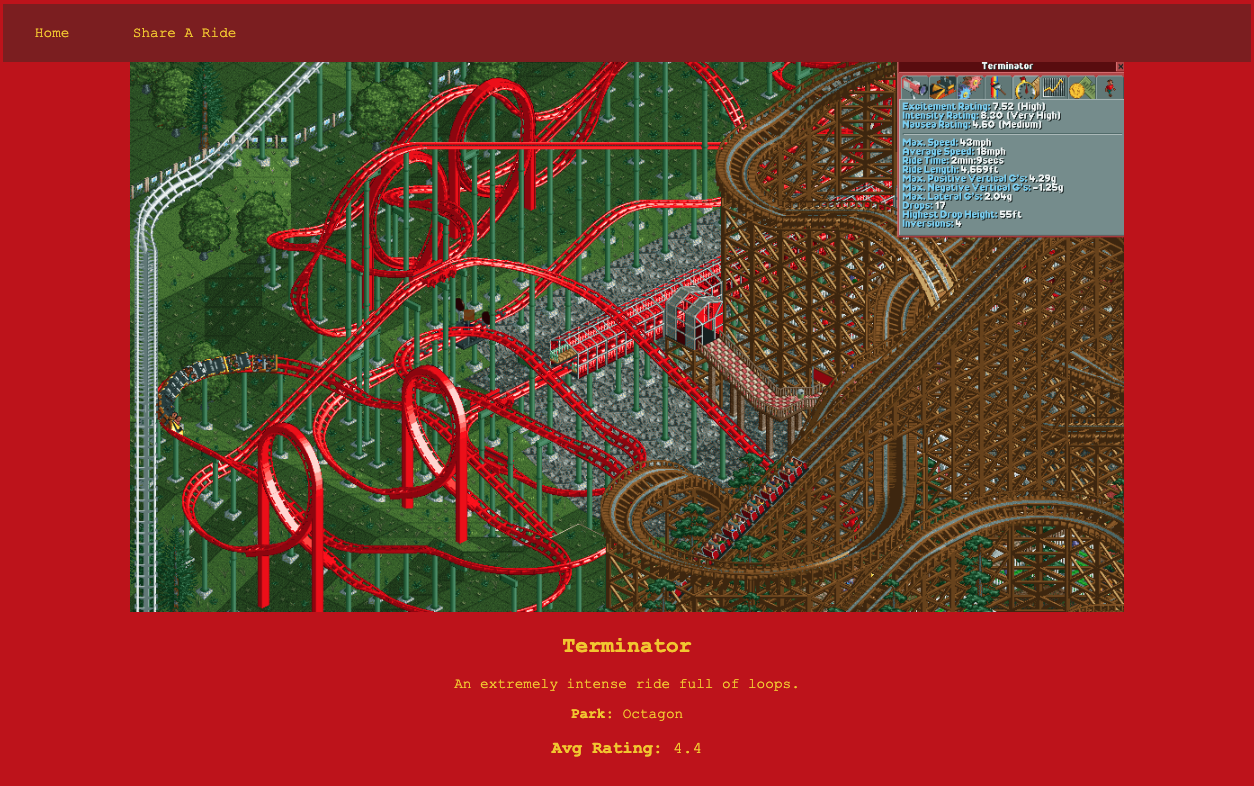 Home Share A Ride
Terminator
Excitement Rating: 7.52 (High)
Intensity Rating: 8.30 (Very High)
Nausea Rating: 4.60 (Medium)
Max. Speed: 43mph
Average Speed: 18mph
Ride Time: 2min:9secs
Ride Length: 4,669ft
Max. Positive Vertical G's: 4.29g
Max. Negative Vertical G's: -1.25g
Max. Lateral G's: 2.04g
Drops: 17
Highest Drop Height: 55ft
Inversions: 4
Terminator
An extremely intense ride full of loops.
Park: Octagon
Avg Rating: 4.4